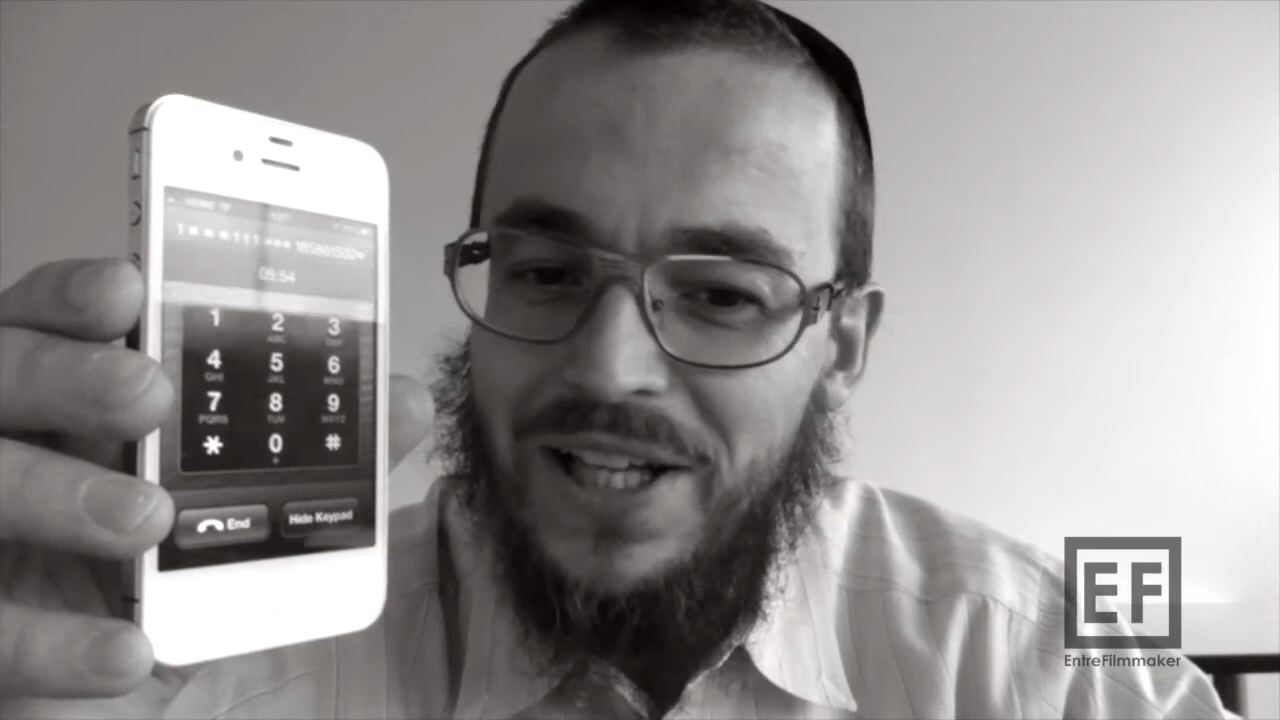 05:54
1
2
ABC
3
DEF
4
GHI
5
JKL
6
MNO
7
PQRS
8
TUV
9
WXYZ
*
0
+
#
End
Hide Keypad
EF
EntreFilmmaker